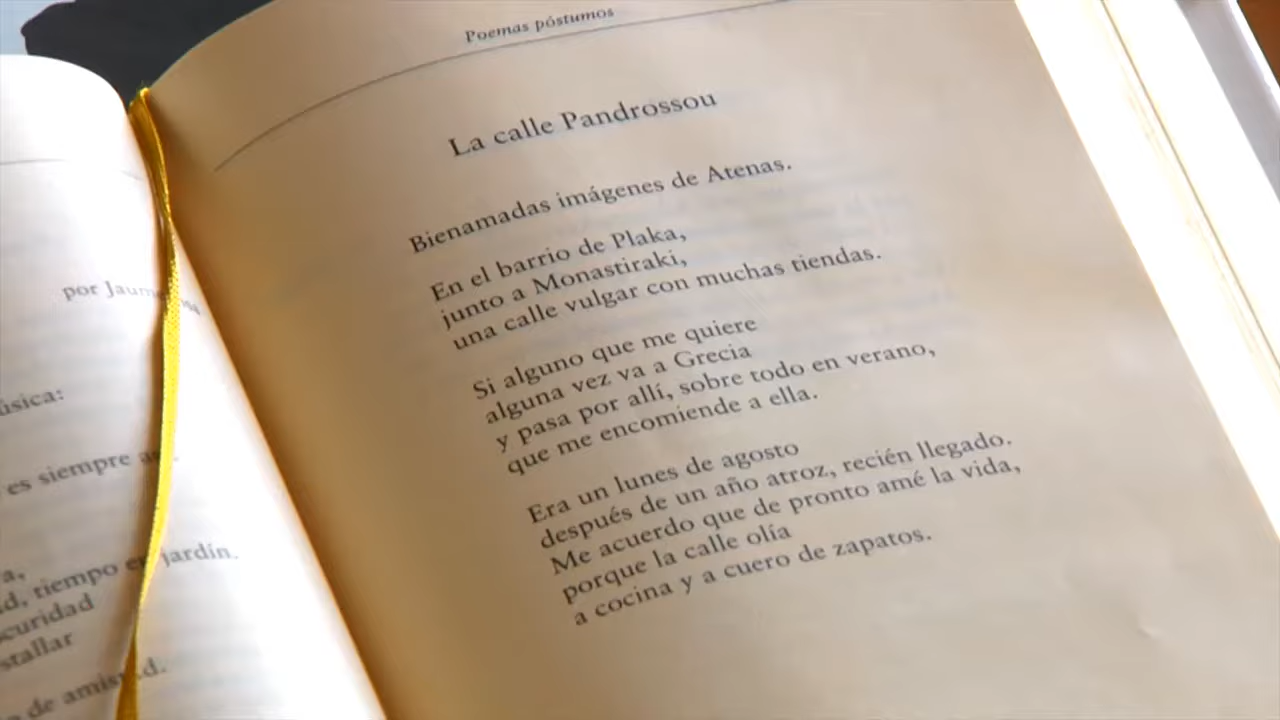 por Jaume
úsica:
es siempre
a,
d, tiempo en jardín.
curidad
stallar
de amistad.
Poemas póstumos
La calle Pandrossou
Bienamadas imágenes de Atenas.
En el barrio de Plaka,
junto a Monastiraki,
una calle vulgar con muchas tiendas.
Si alguno que me quiere
alguna vez va a Grecia
y pasa por allí, sobre todo en verano,
que me encomiende a ella.
Era un lunes de agosto
después de un año atroz, recién llegado.
Me acuerdo que de pronto amé la vida,
porque la calle olía
a cocina y a cuero de zapatos.